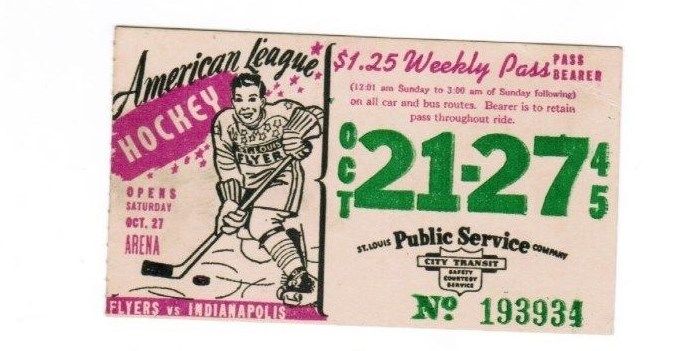 American League
HOCKEY
OPENS
SATURDAY
OCT. 27
ARENA
ST. LOUIS
FLYERS
FLYERS vs INDIANAPOLIS
$1.25 Weekly Pass PASS BEARER
(12:01 am Sunday to 3:00 am of Sunday following)
on all car and bus routes. Bearer is to retain
pass throughout ride.
OCT 21-27 45
ST. LOUIS Public Service COMPANY
CITY TRANSIT
SAFETY
COURTESY
SERVICE
No 193934